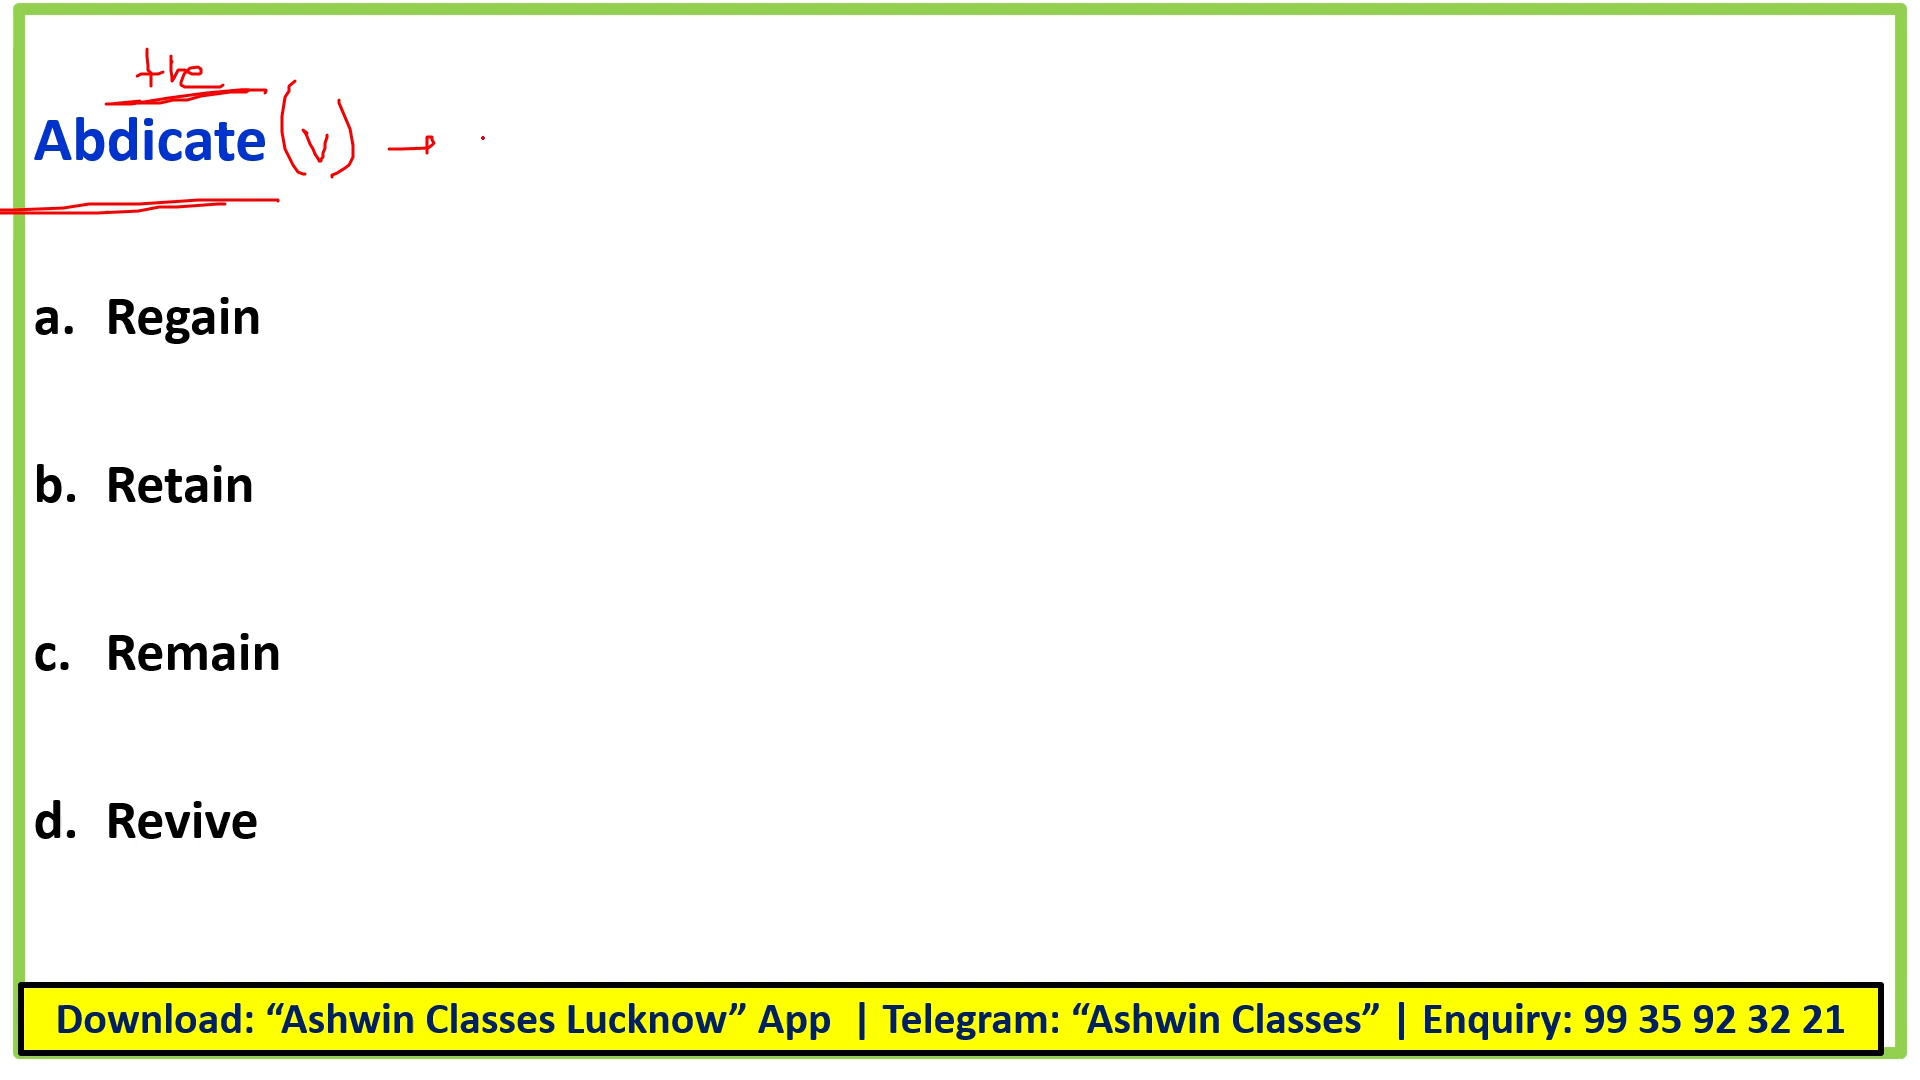 +ve
Abdicate (v) →
a. Regain
b. Retain
c. Remain
d. Revive
Download: “Ashwin Classes Lucknow” App | Telegram: “Ashwin Classes” | Enquiry: 99 35 92 32 21